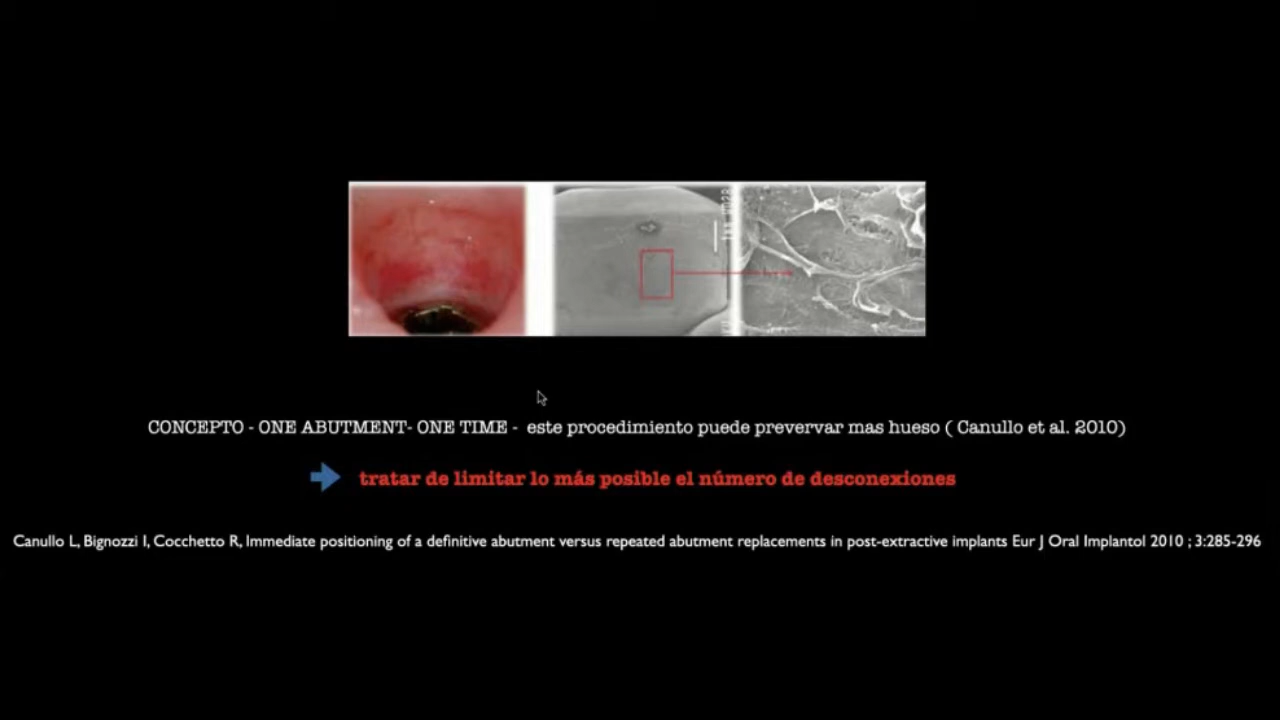 CONCEPTO - ONE ABUTMENT- ONE TIME - este procedimiento puede prevervar mas hueso ( Canullo et al. 2010)
tratar de limitar lo más posible el número de desconexiones
Canullo L, Bignozzi I, Cocchetto R, Immediate positioning of a definitive abutment versus repeated abutment replacements in post-extractive implants Eur J Oral Implantol 2010 ; 3:285-296